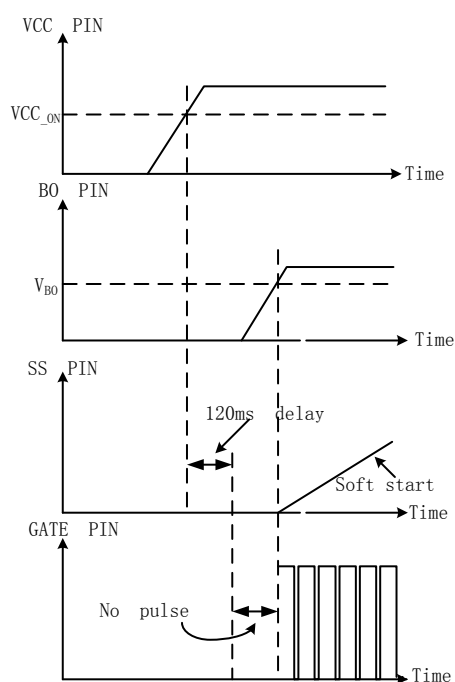 VCC PIN
VCC_ON
Time
BO PIN
VBO
Time
SS PIN
120ms delay
Soft start
Time
GATE PIN
No pulse
Time